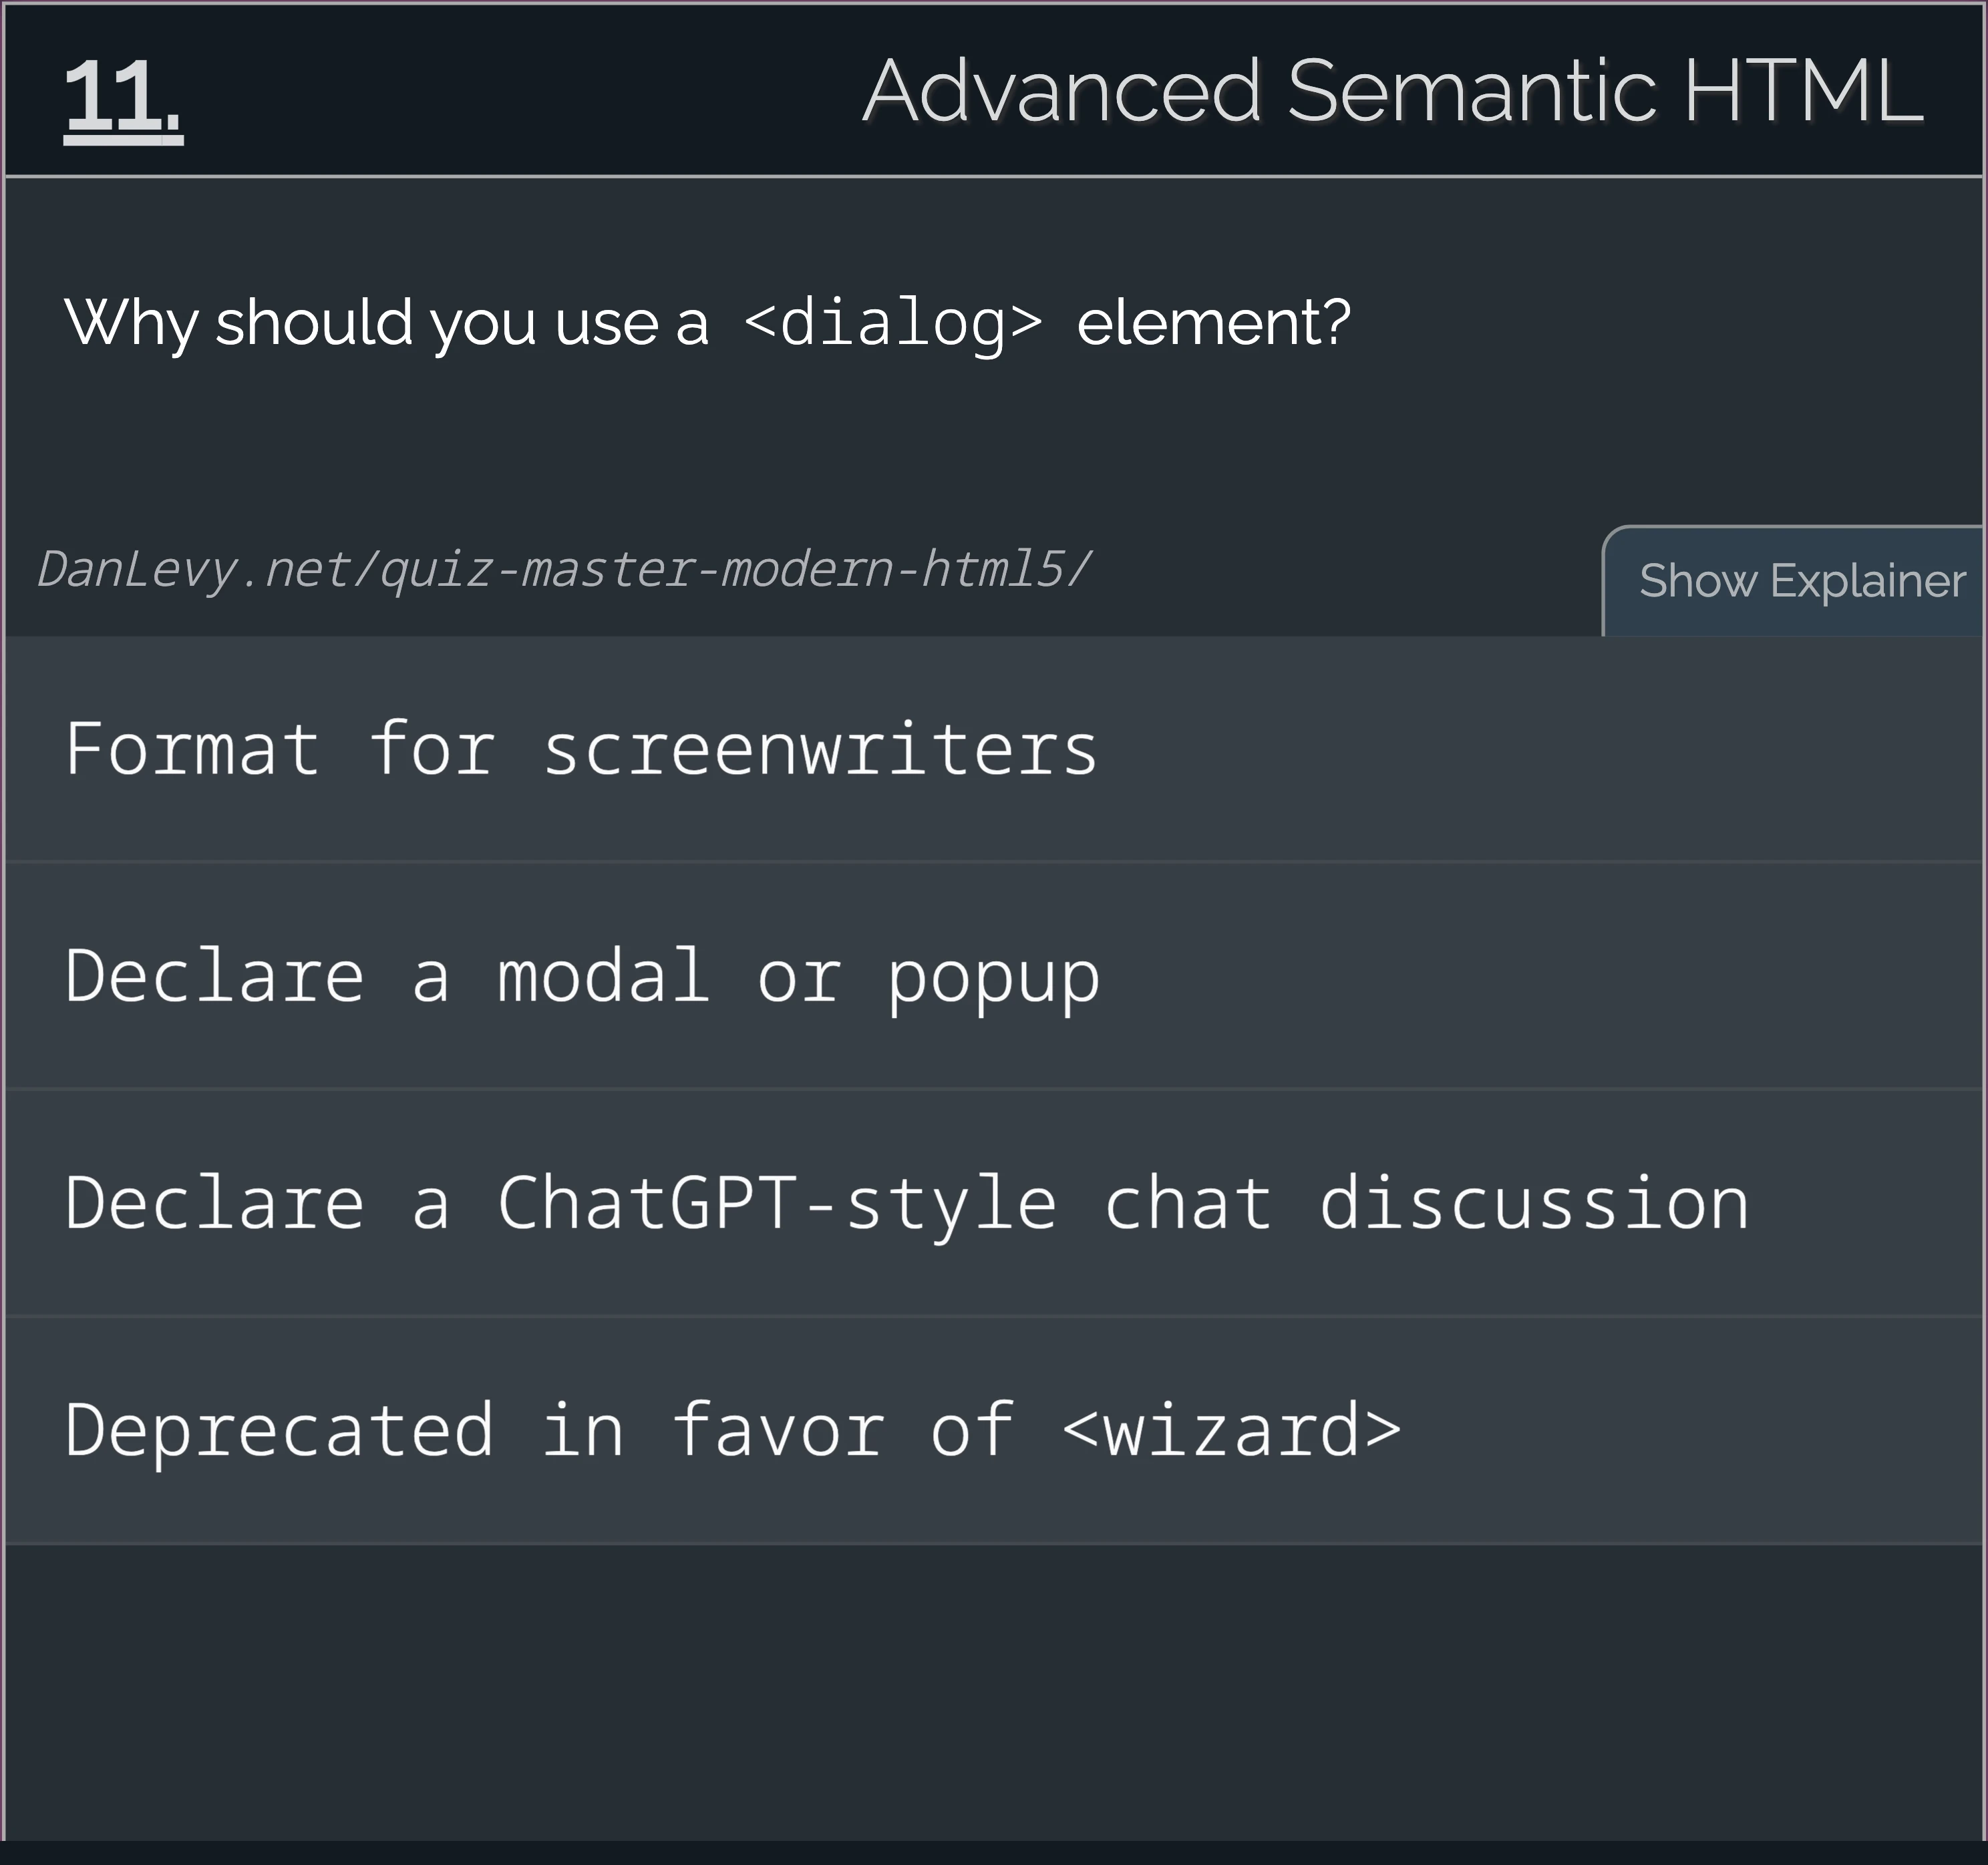 11.
Advanced Semantic HTML
Why should you use a <dialog> element?
DanLevy.net/quiz-master-modern-html5/
Show Explainer
Format for screenwriters
Declare a modal or popup
Declare a ChatGPT-style chat discussion
Deprecated in favor of <wizard>